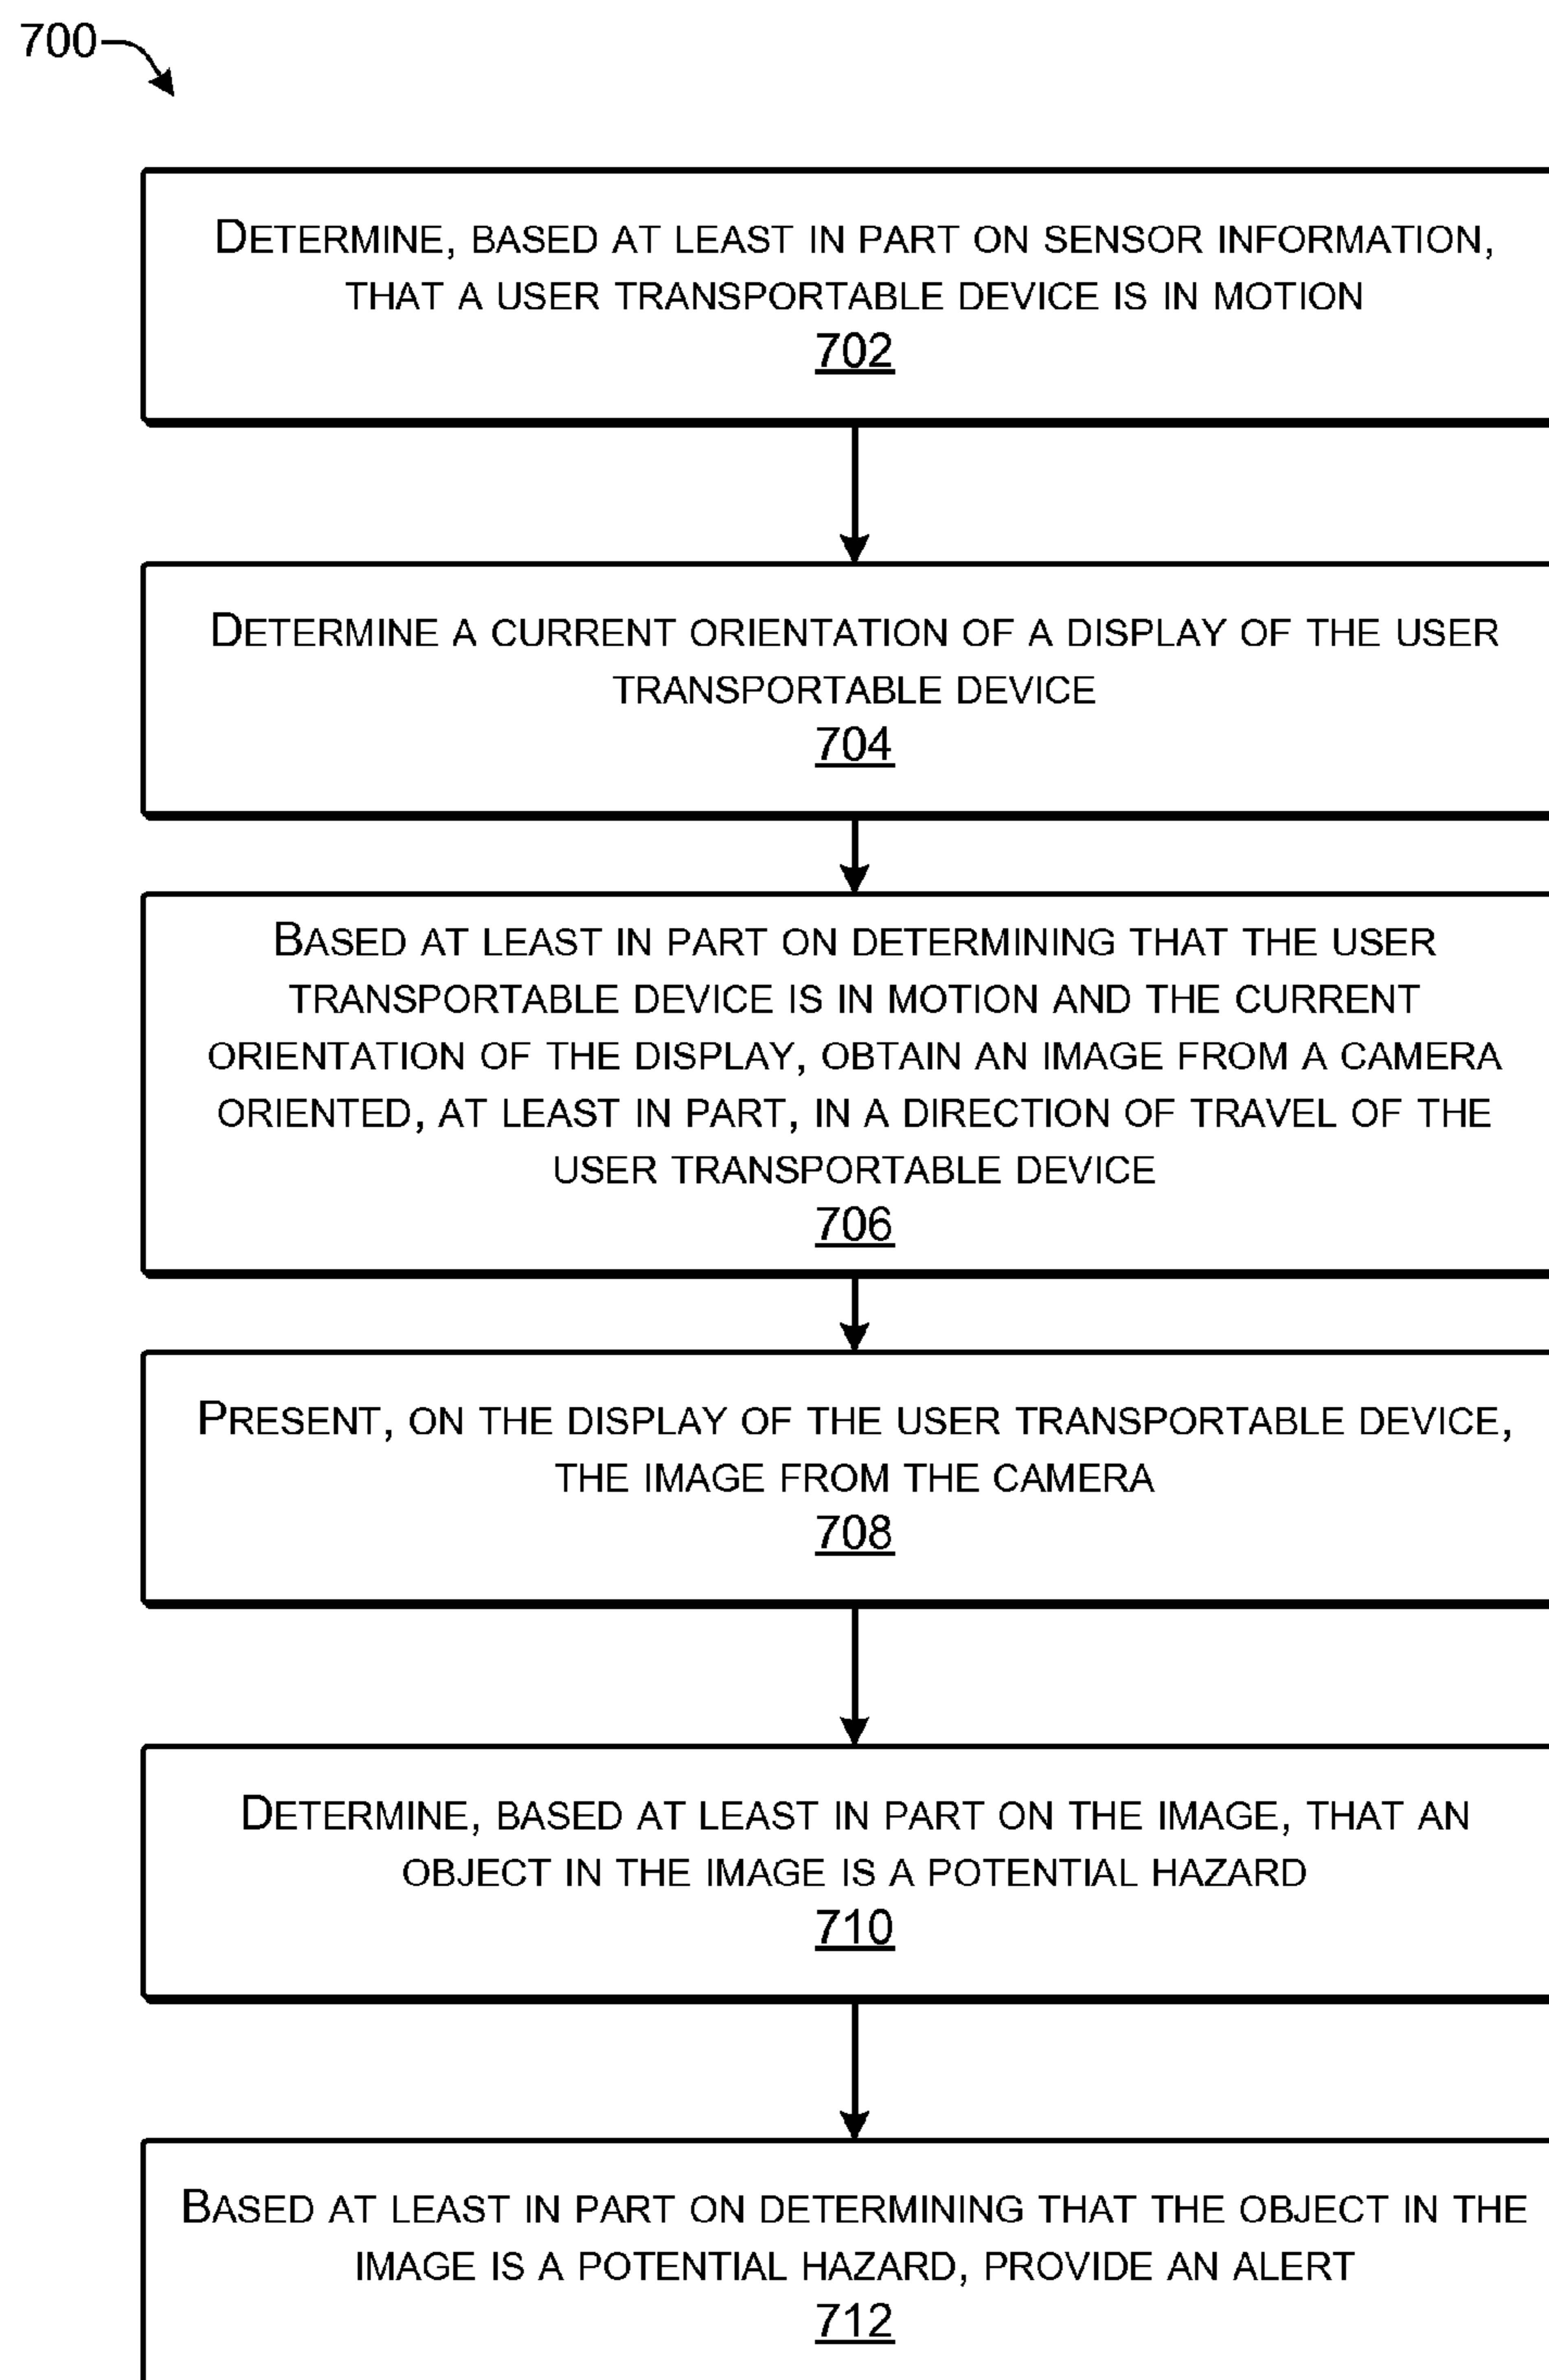 700
DETERMINE, BASED AT LEAST IN PART ON SENSOR INFORMATION,
THAT A USER TRANSPORTABLE DEVICE IS IN MOTION
702
DETERMINE A CURRENT ORIENTATION OF A DISPLAY OF THE USER
TRANSPORTABLE DEVICE
704
BASED AT LEAST IN PART ON DETERMINING THAT THE USER
TRANSPORTABLE DEVICE IS IN MOTION AND THE CURRENT
ORIENTATION OF THE DISPLAY, OBTAIN AN IMAGE FROM A CAMERA
ORIENTED, AT LEAST IN PART, IN A DIRECTION OF TRAVEL OF THE
USER TRANSPORTABLE DEVICE
706
PRESENT, ON THE DISPLAY OF THE USER TRANSPORTABLE DEVICE,
THE IMAGE FROM THE CAMERA
708
DETERMINE, BASED AT LEAST IN PART ON THE IMAGE, THAT AN
OBJECT IN THE IMAGE IS A POTENTIAL HAZARD
710
BASED AT LEAST IN PART ON DETERMINING THAT THE OBJECT IN THE
IMAGE IS A POTENTIAL HAZARD, PROVIDE AN ALERT
712